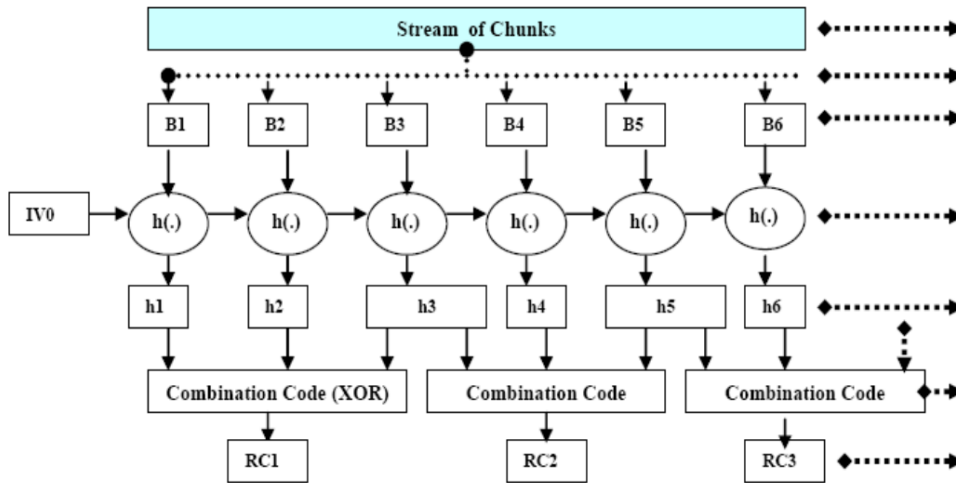 Stream of Chunks
B1 B2 B3 B4 B5 B6
IV0 h(.) h(.) h(.) h(.) h(.) h(.)
h1 h2 h3 h4 h5 h6
Combination Code (XOR) Combination Code Combination Code
RC1 RC2 RC3